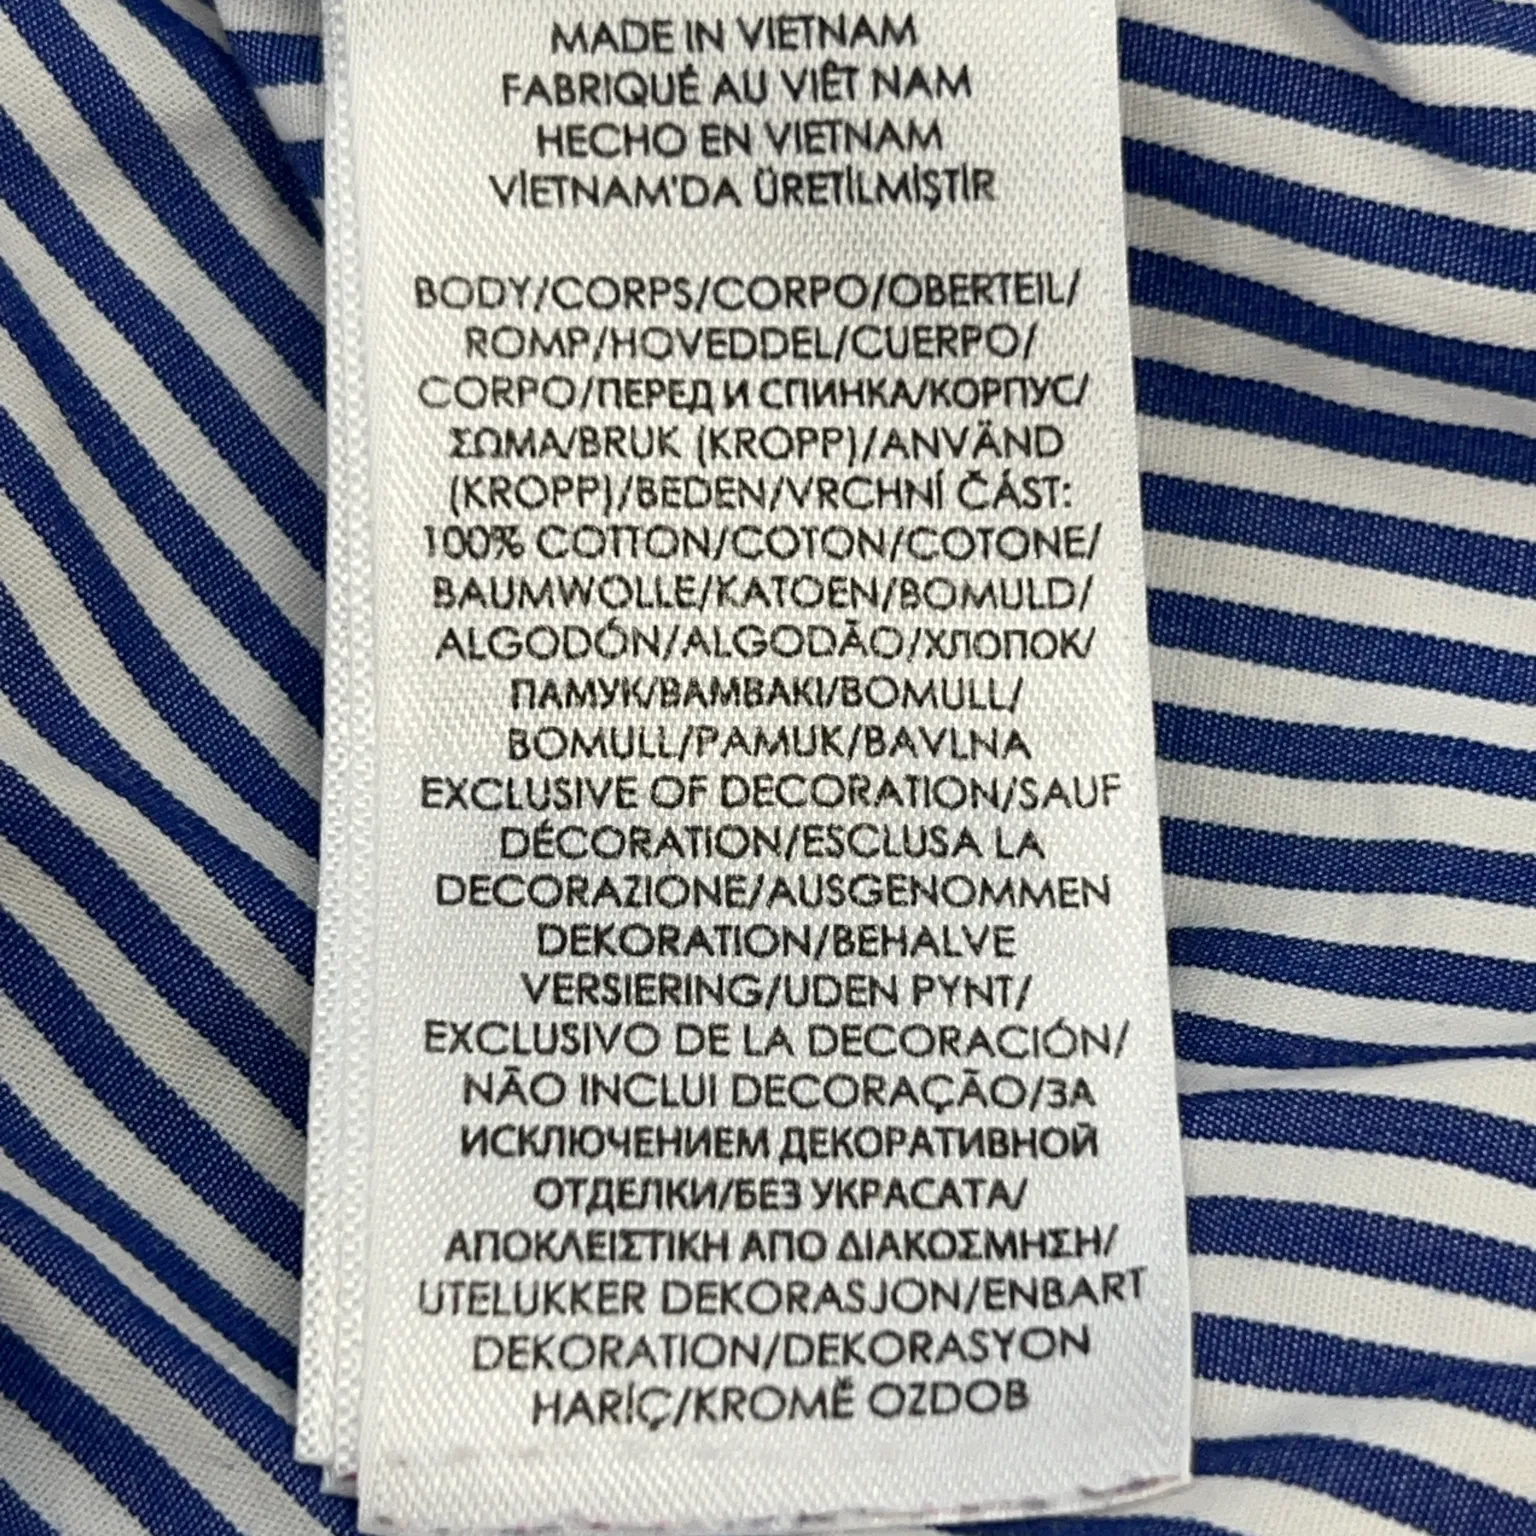 MADE IN VIETNAM
FABRIQUÉ AU VIÊT NAM
HECHO EN VIETNAM
VİETNAM'DA ÜRETİLMİŞTİR
BODY/CORPS/CORPO/OBERTEIL/
ROMP/HOVEDDEL/CUERPO/
CORPO/ПЕРЕД И СПИНКА/КОРПУС/
ΣΩΜΑ/BRUK (KROPP)/ANVÄND
(KROPP)/BEDEN/VRCHNÍ ČÁST:
100% COTTON/COTON/COTONE/
BAUMWOLLE/KATOEN/BOMULD/
ALGODÓN/ALGODÃO/ХЛОПОК/
ПАМУК/ΒΑΜΒΑΚΙ/BOMULL/
BOMULL/PAMUK/BAVLNA
EXCLUSIVE OF DECORATION/SAUF
DÉCORATION/ESCLUSA LA
DECORAZIONE/AUSGENOMMEN
DEKORATION/BEHALVE
VERSIERING/UDEN PYNT/
EXCLUSIVO DE LA DECORACIÓN/
NÃO INCLUI DECORAÇÃO/ЗА
ИСКЛЮЧЕНИЕМ ДЕКОРАТИВНОЙ
ОТДЕЛКИ/БЕЗ УКРАСАТА/
ΑΠΟΚΛΕΙΣΤΙΚΗ ΑΠΟ ΔΙΑΚΟΣΜΗΣΗ/
UTELUKKER DEKORASJON/ENBART
DEKORATION/DEKORASYON
HARİÇ/KROMĚ OZDOB